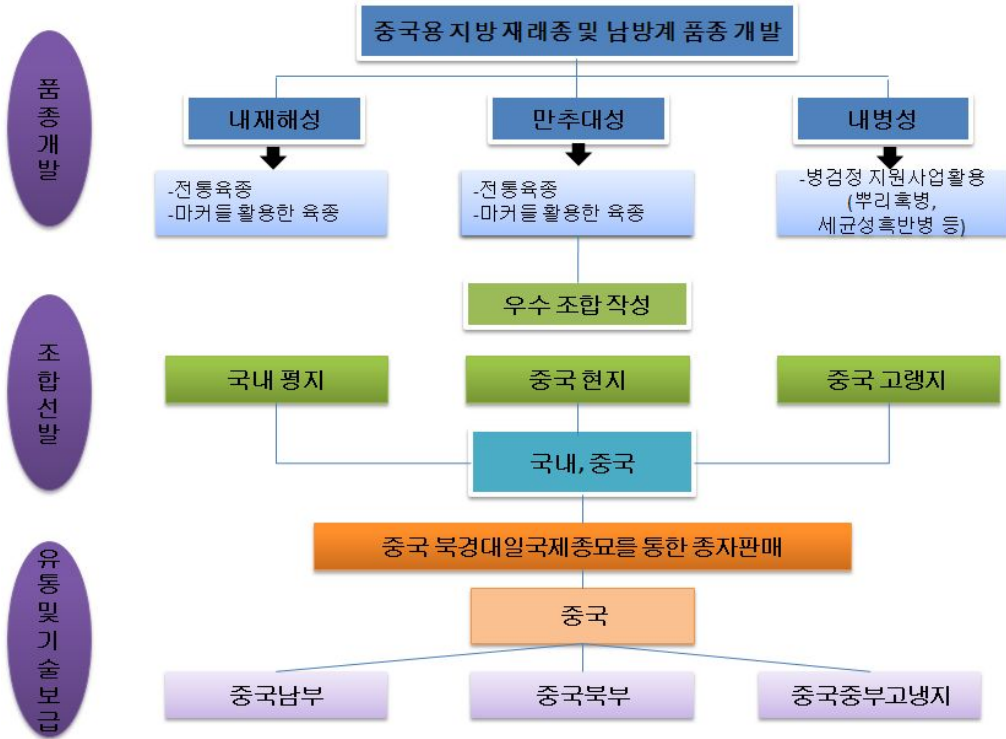 중국용 지방 재래종 및 남방계 품종 개발
품종개발
내재해성
만추대성
내병성
-전통육종
-마커들 활용한 육종
-전통육종
-마커들 활용한 육종
-병검정 지원사업활용
(뿌리혹병,
세균성흑반병 등)
우수 조합 작성
조합선발
국내 평지
중국 현지
중국 고랭지
국내, 중국
중국 북경대일국제종묘를 통한 종자판매
유통및기술보급
중국
중국남부
중국북부
중국중부고냉지